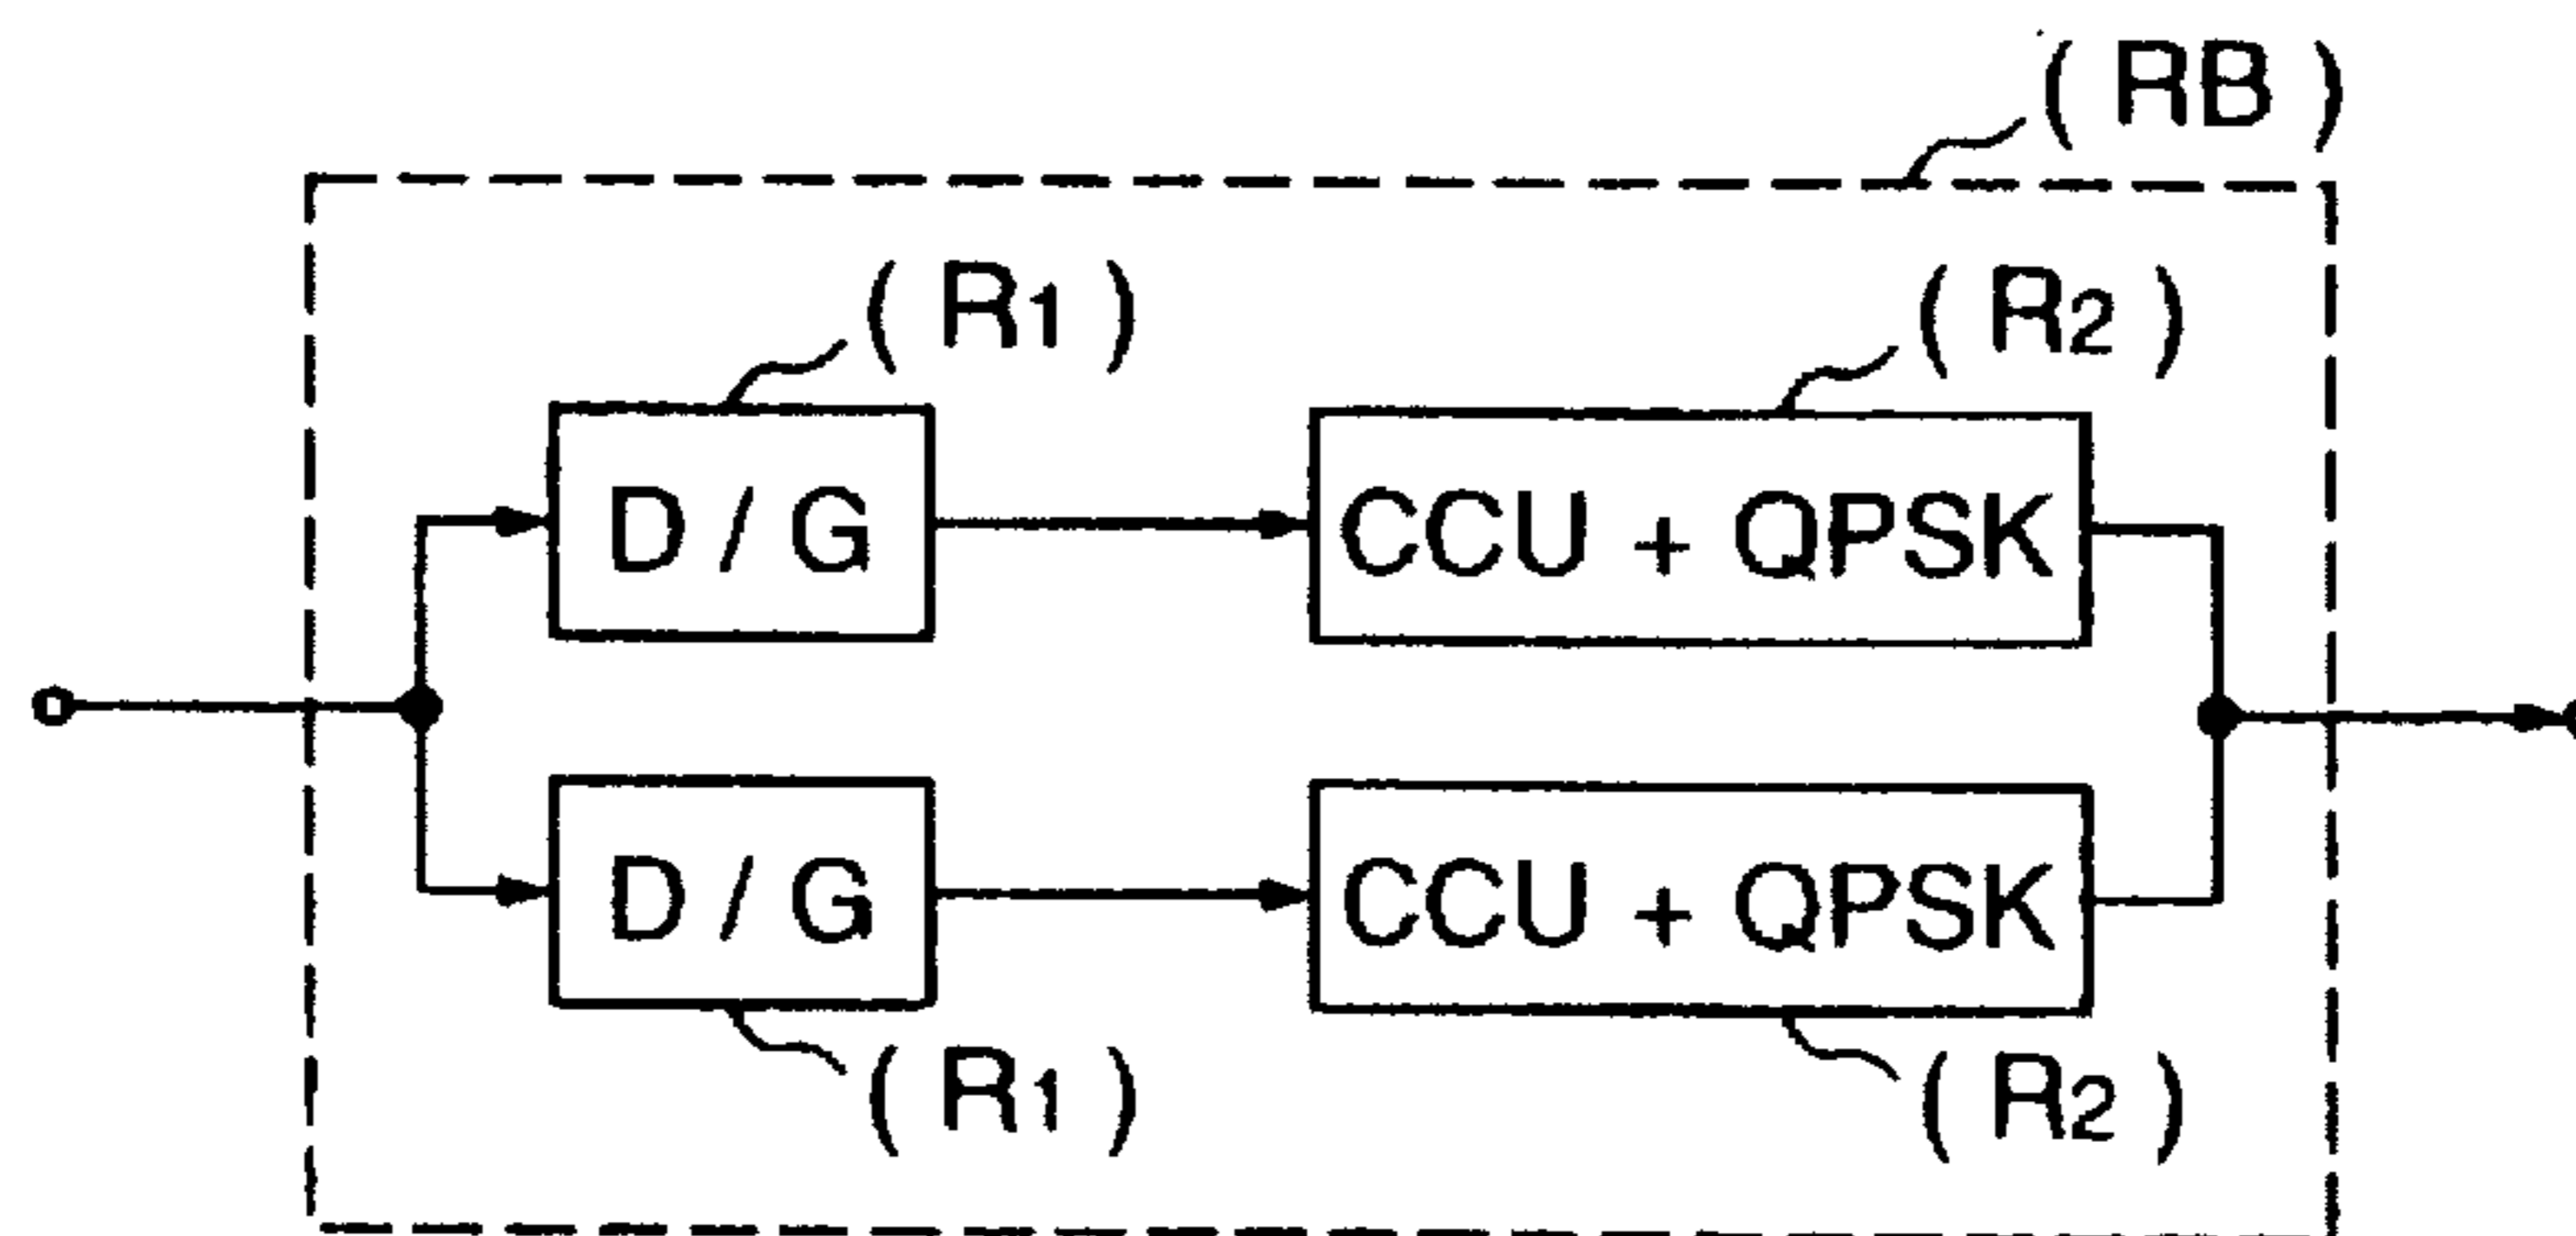 ( RB )
( R1 )
( R2 )
D / G
CCU + QPSK
D / G
CCU + QPSK
( R1 )
( R2 )